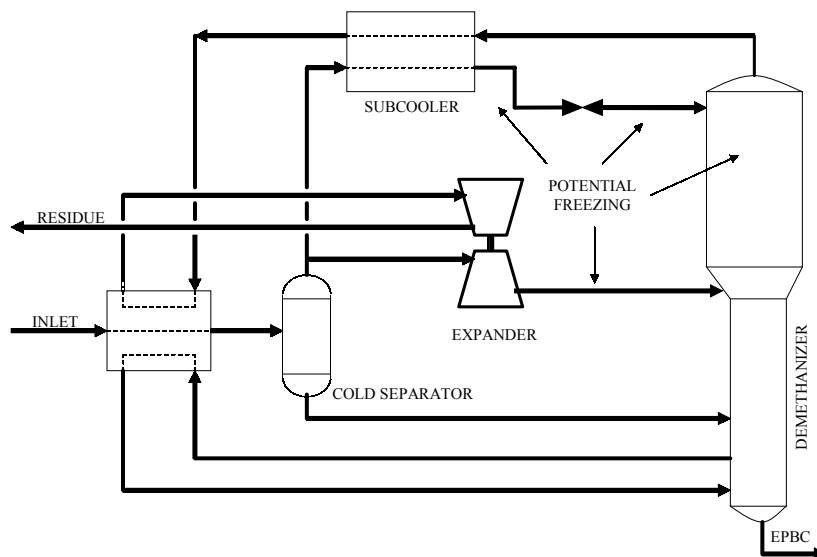 SUBCOOLER
POTENTIAL
FREEZING
RESIDUE
INLET
EXPANDER
COLD SEPARATOR
DEMETHANIZER
EPBC